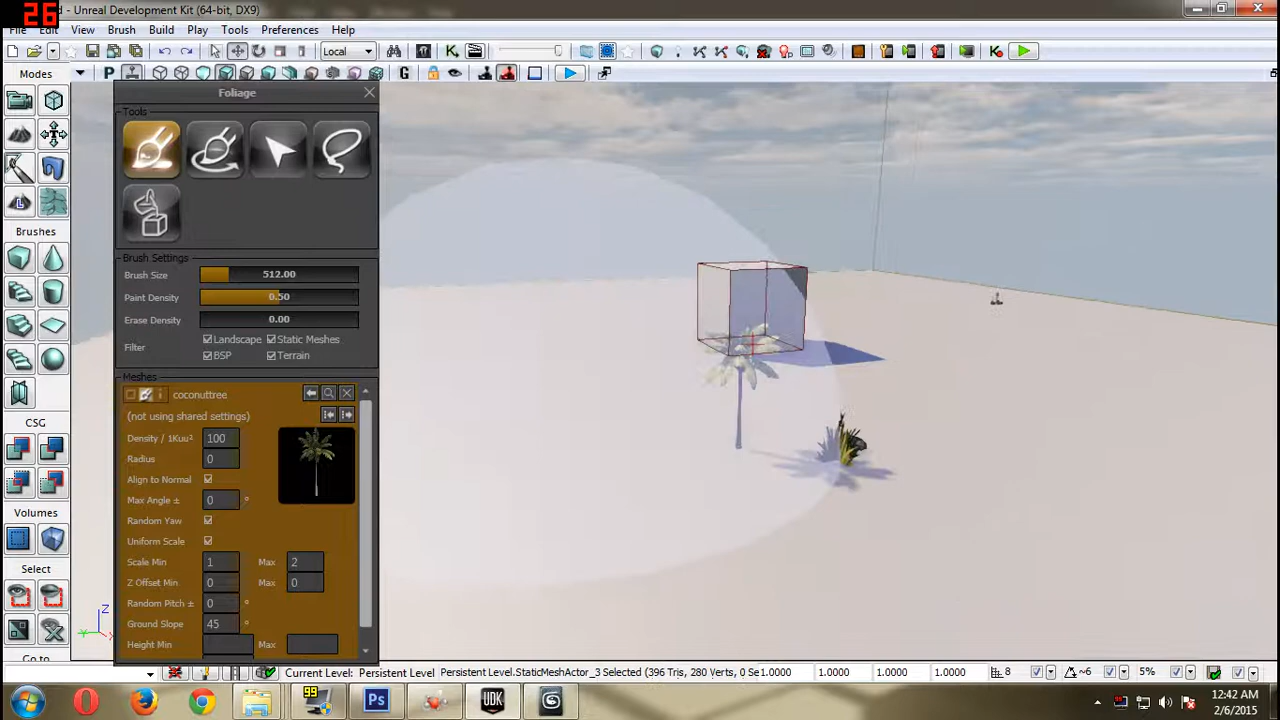 26
d - Unreal Development Kit (64-bit, DX9)
View Brush Build Play Tools Preferences Help
Local
Modes
P G
Foliage
Tools
Brush Settings
Brush Size 512.00
Paint Density 0.50
Erase Density 0.00
Filter Landscape Static Meshes
BSP Terrain
Meshes
coconuttree
(not using shared settings)
Density / 1Kuu² 100
Radius 0
Align to Normal
Max Angle ± 0 °
Random Yaw
Uniform Scale
Scale Min 1 Max 2
Z Offset Min 0 Max 0
Random Pitch ± 0 °
Ground Slope 45 °
Height Min Max
Brushes
CSG
Volumes
Select
Go to
Z
Y
X
Current Level: Persistent Level Persistent Level.StaticMeshActor_3 Selected (396 Tris, 280 Verts, 0 Se 1.0000 1.0000 1.0000 8 ~6 5%
99
Ps
UDK
12:42 AM
2/6/2015